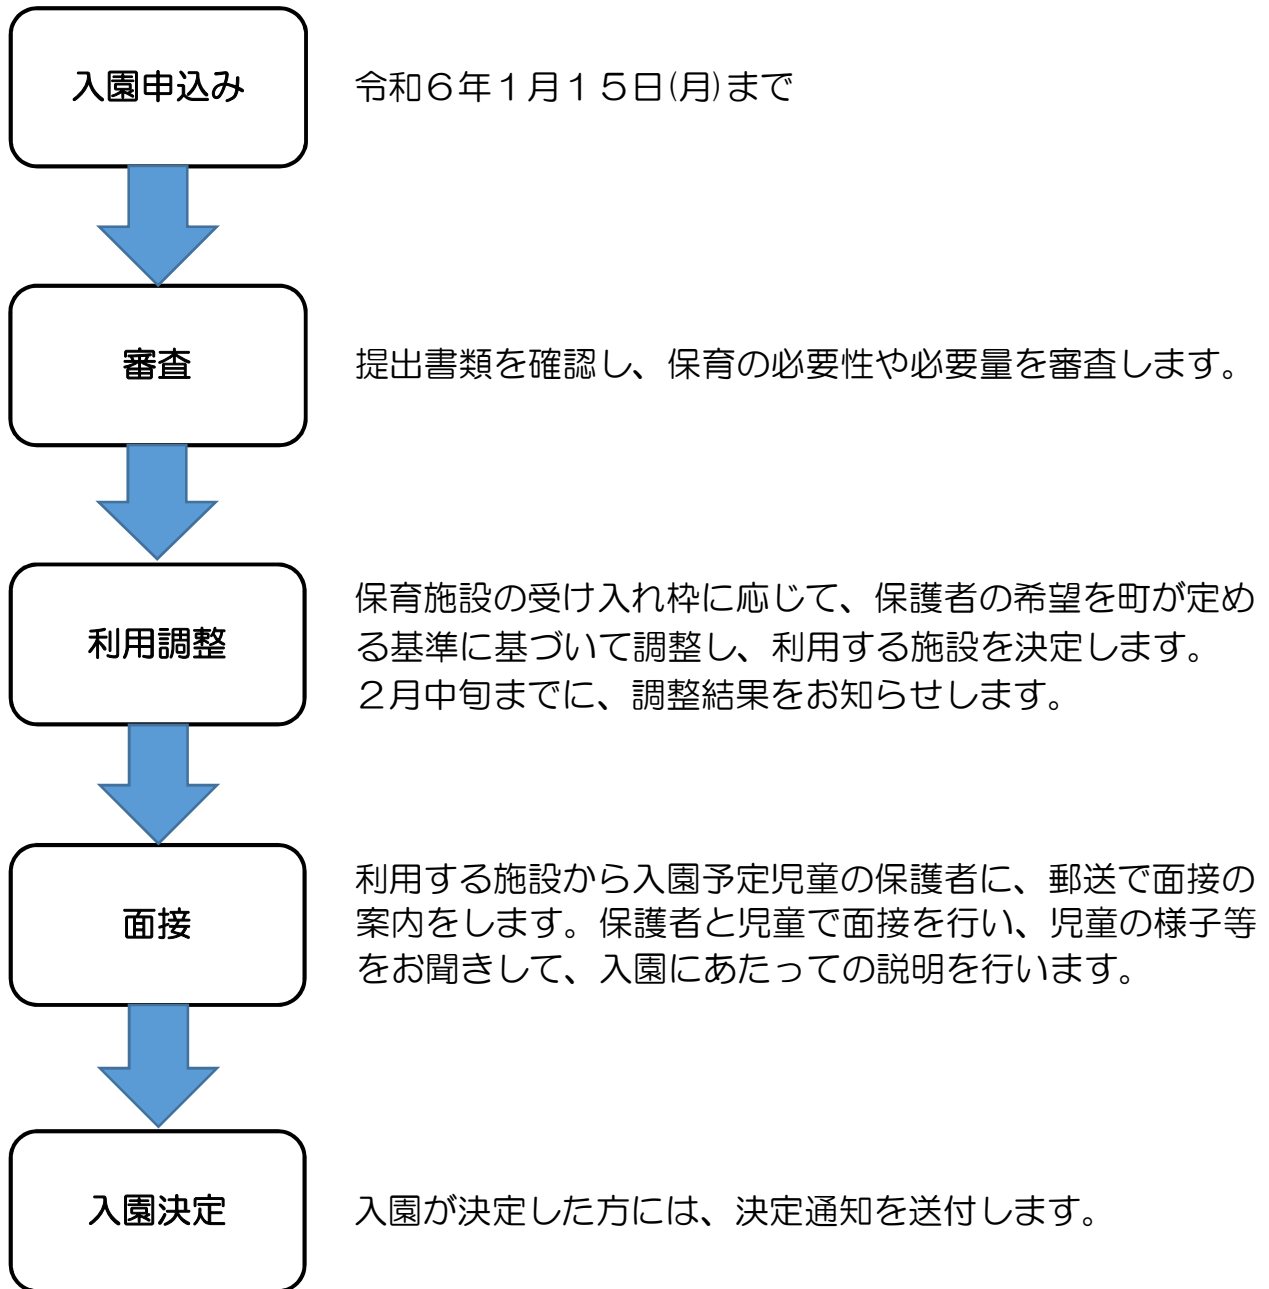 入園申込み
令和６年１月１５日(月)まで
審査
提出書類を確認し、保育の必要性や必要量を審査します。
利用調整
保育施設の受け入れ枠に応じて、保護者の希望を町が定め
る基準に基づいて調整し、利用する施設を決定します。
２月中旬までに、調整結果をお知らせします。
面接
利用する施設から入園予定児童の保護者に、郵送で面接の
案内をします。保護者と児童で面接を行い、児童の様子等
をお聞きして、入園にあたっての説明を行います。
入園決定
入園が決定した方には、決定通知を送付します。